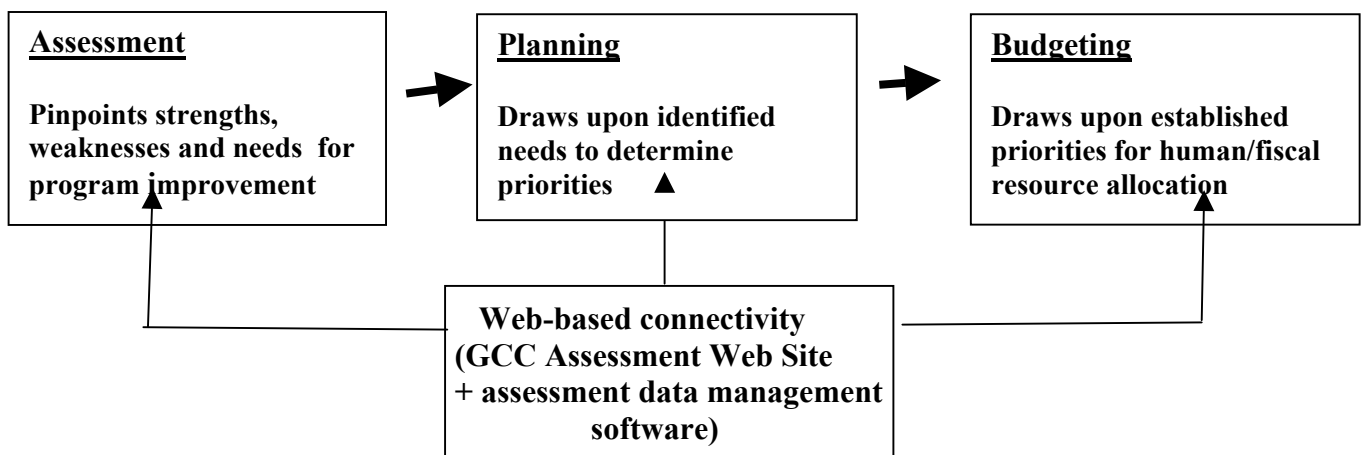 Assessment
Pinpoints strengths,
weaknesses and needs for
program improvement
Planning
Draws upon identified
needs to determine
priorities
Budgeting
Draws upon established
priorities for human/fiscal
resource allocation
Web-based connectivity
(GCC Assessment Web Site
+ assessment data management
software)